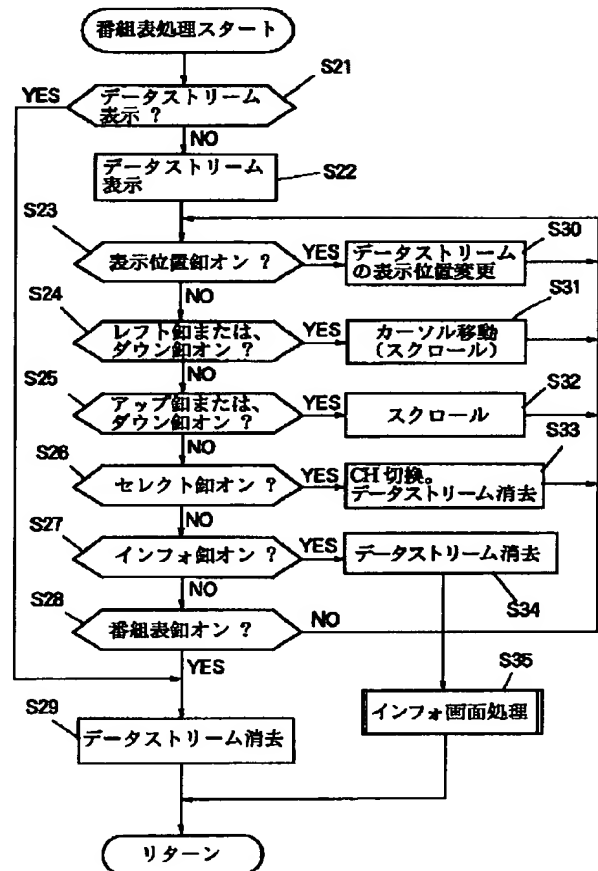 番組表処理スタート
S21
YES
データストリーム
表示 ?
NO
データストリーム
表示
S22
S23
表示位置釦オン ?
YES
データストリーム
の表示位置変更
S30
NO
S24
レフト釦または、
ダウン釦オン ?
YES
カーソル移動
(スクロール)
S31
NO
S25
アップ釦または、
ダウン釦オン ?
YES
スクロール
S32
NO
S26
セレクト釦オン ?
YES
CH切換。
データストリーム消去
S33
NO
S27
インフォ釦オン ?
YES
データストリーム消去
S34
NO
S28
番組表釦オン ?
NO
YES
S35
インフォ画面処理
S29
データストリーム消去
リターン